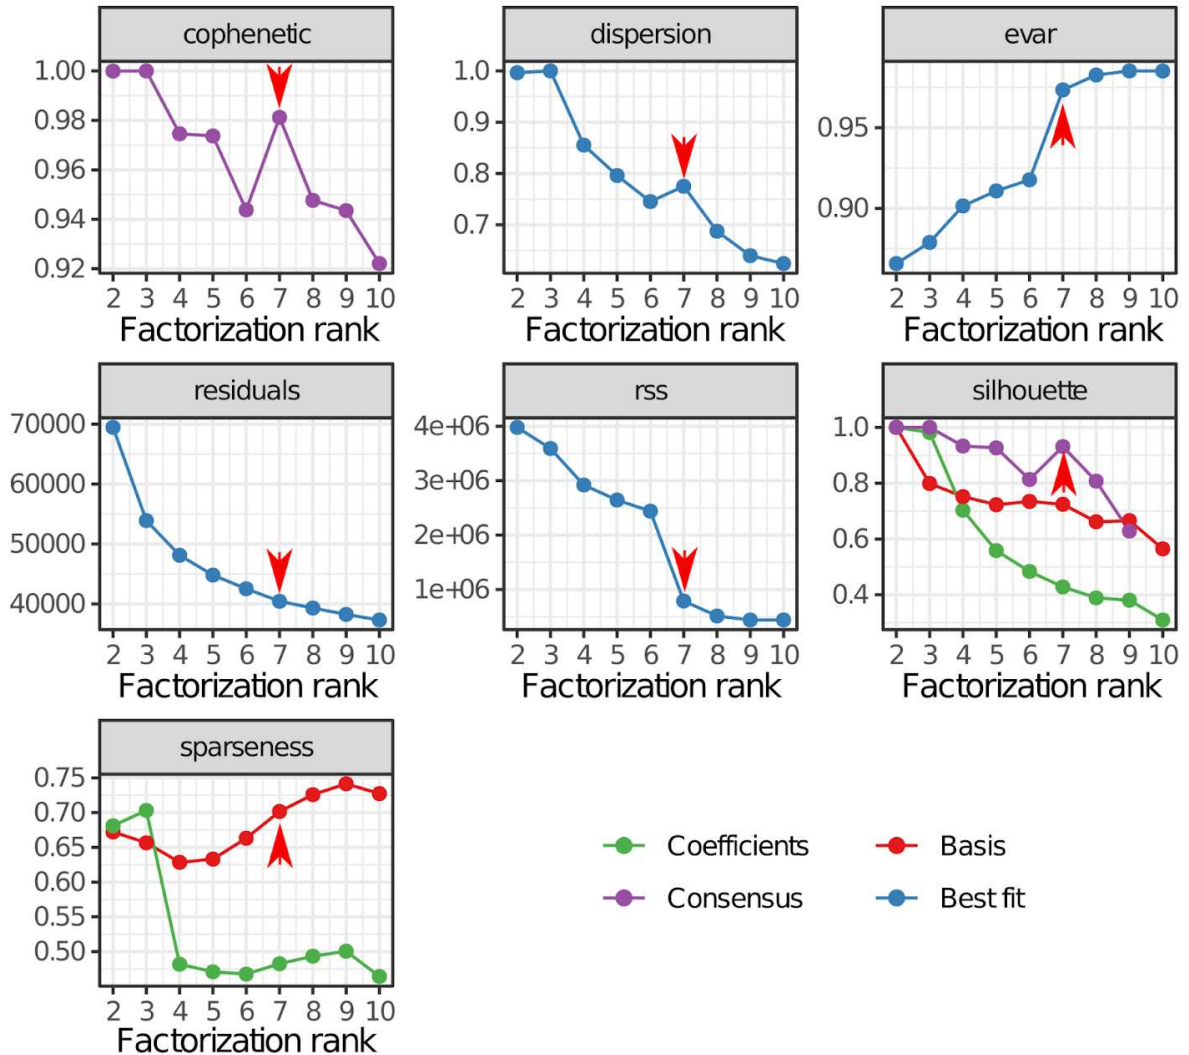 cophenetic
1.00
0.98
0.96
0.94
0.92
2 3 4 5 6 7 8 9 10
Factorization rank
dispersion
1.0
0.9
0.8
0.7
2 3 4 5 6 7 8 9 10
Factorization rank
evar
0.95
0.90
2 3 4 5 6 7 8 9 10
Factorization rank
residuals
70000
60000
50000
40000
2 3 4 5 6 7 8 9 10
Factorization rank
rss
4e+06
3e+06
2e+06
1e+06
2 3 4 5 6 7 8 9 10
Factorization rank
silhouette
1.0
0.8
0.6
0.4
2 3 4 5 6 7 8 9 10
Factorization rank
sparseness
0.75
0.70
0.65
0.60
0.55
0.50
2 3 4 5 6 7 8 9 10
Factorization rank
Coefficients
Basis
Consensus
Best fit